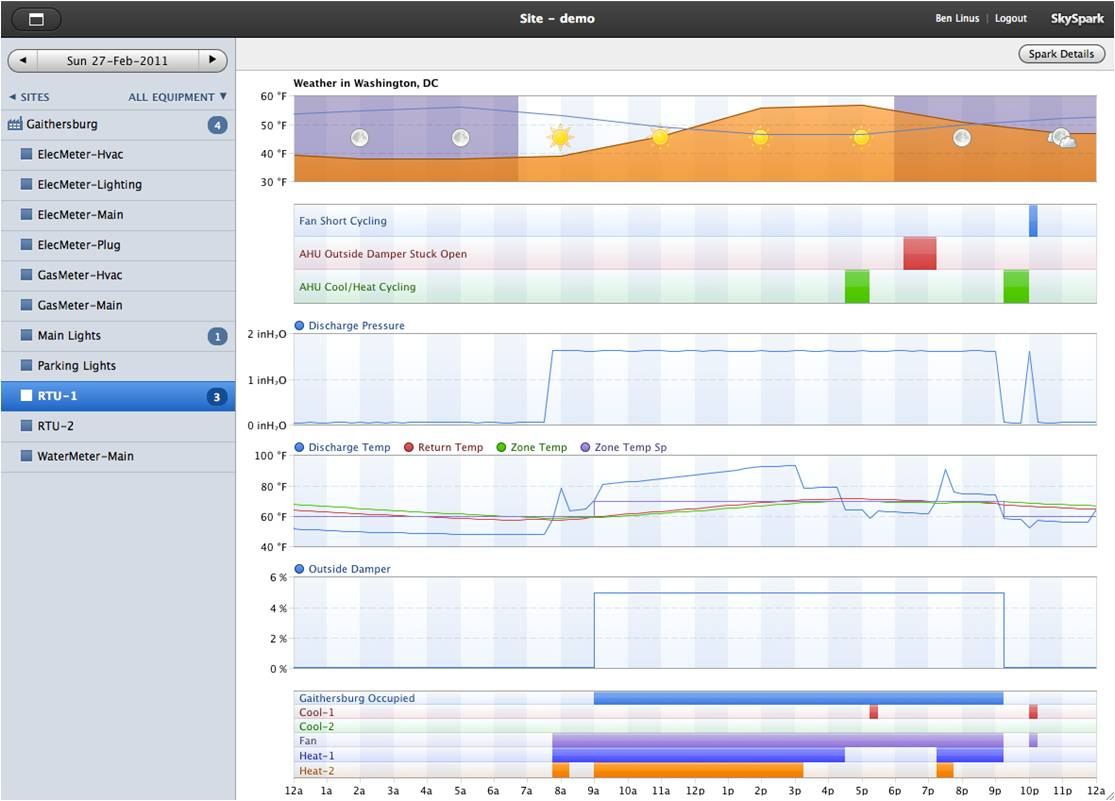 Site - demo
Ben Linus | Logout
SkySpark
Sun 27-Feb-2011
Spark Details
SITES
ALL EQUIPMENT
Gaithersburg 4
ElecMeter-Hvac
ElecMeter-Lighting
ElecMeter-Main
ElecMeter-Plug
GasMeter-Hvac
GasMeter-Main
Main Lights 1
Parking Lights
RTU-1 3
RTU-2
WaterMeter-Main
Weather in Washington, DC
60 °F
50 °F
40 °F
30 °F
Fan Short Cycling
AHU Outside Damper Stuck Open
AHU Cool/Heat Cycling
Discharge Pressure
2 inH₂O
1 inH₂O
0 inH₂O
Discharge Temp Return Temp Zone Temp Zone Temp Sp
100 °F
80 °F
60 °F
40 °F
Outside Damper
6 %
4 %
2 %
0 %
Gaithersburg Occupied
Cool-1
Cool-2
Fan
Heat-1
Heat-2
12a 1a 2a 3a 4a 5a 6a 7a 8a 9a 10a 11a 12p 1p 2p 3p 4p 5p 6p 7p 8p 9p 10p 11p 12a